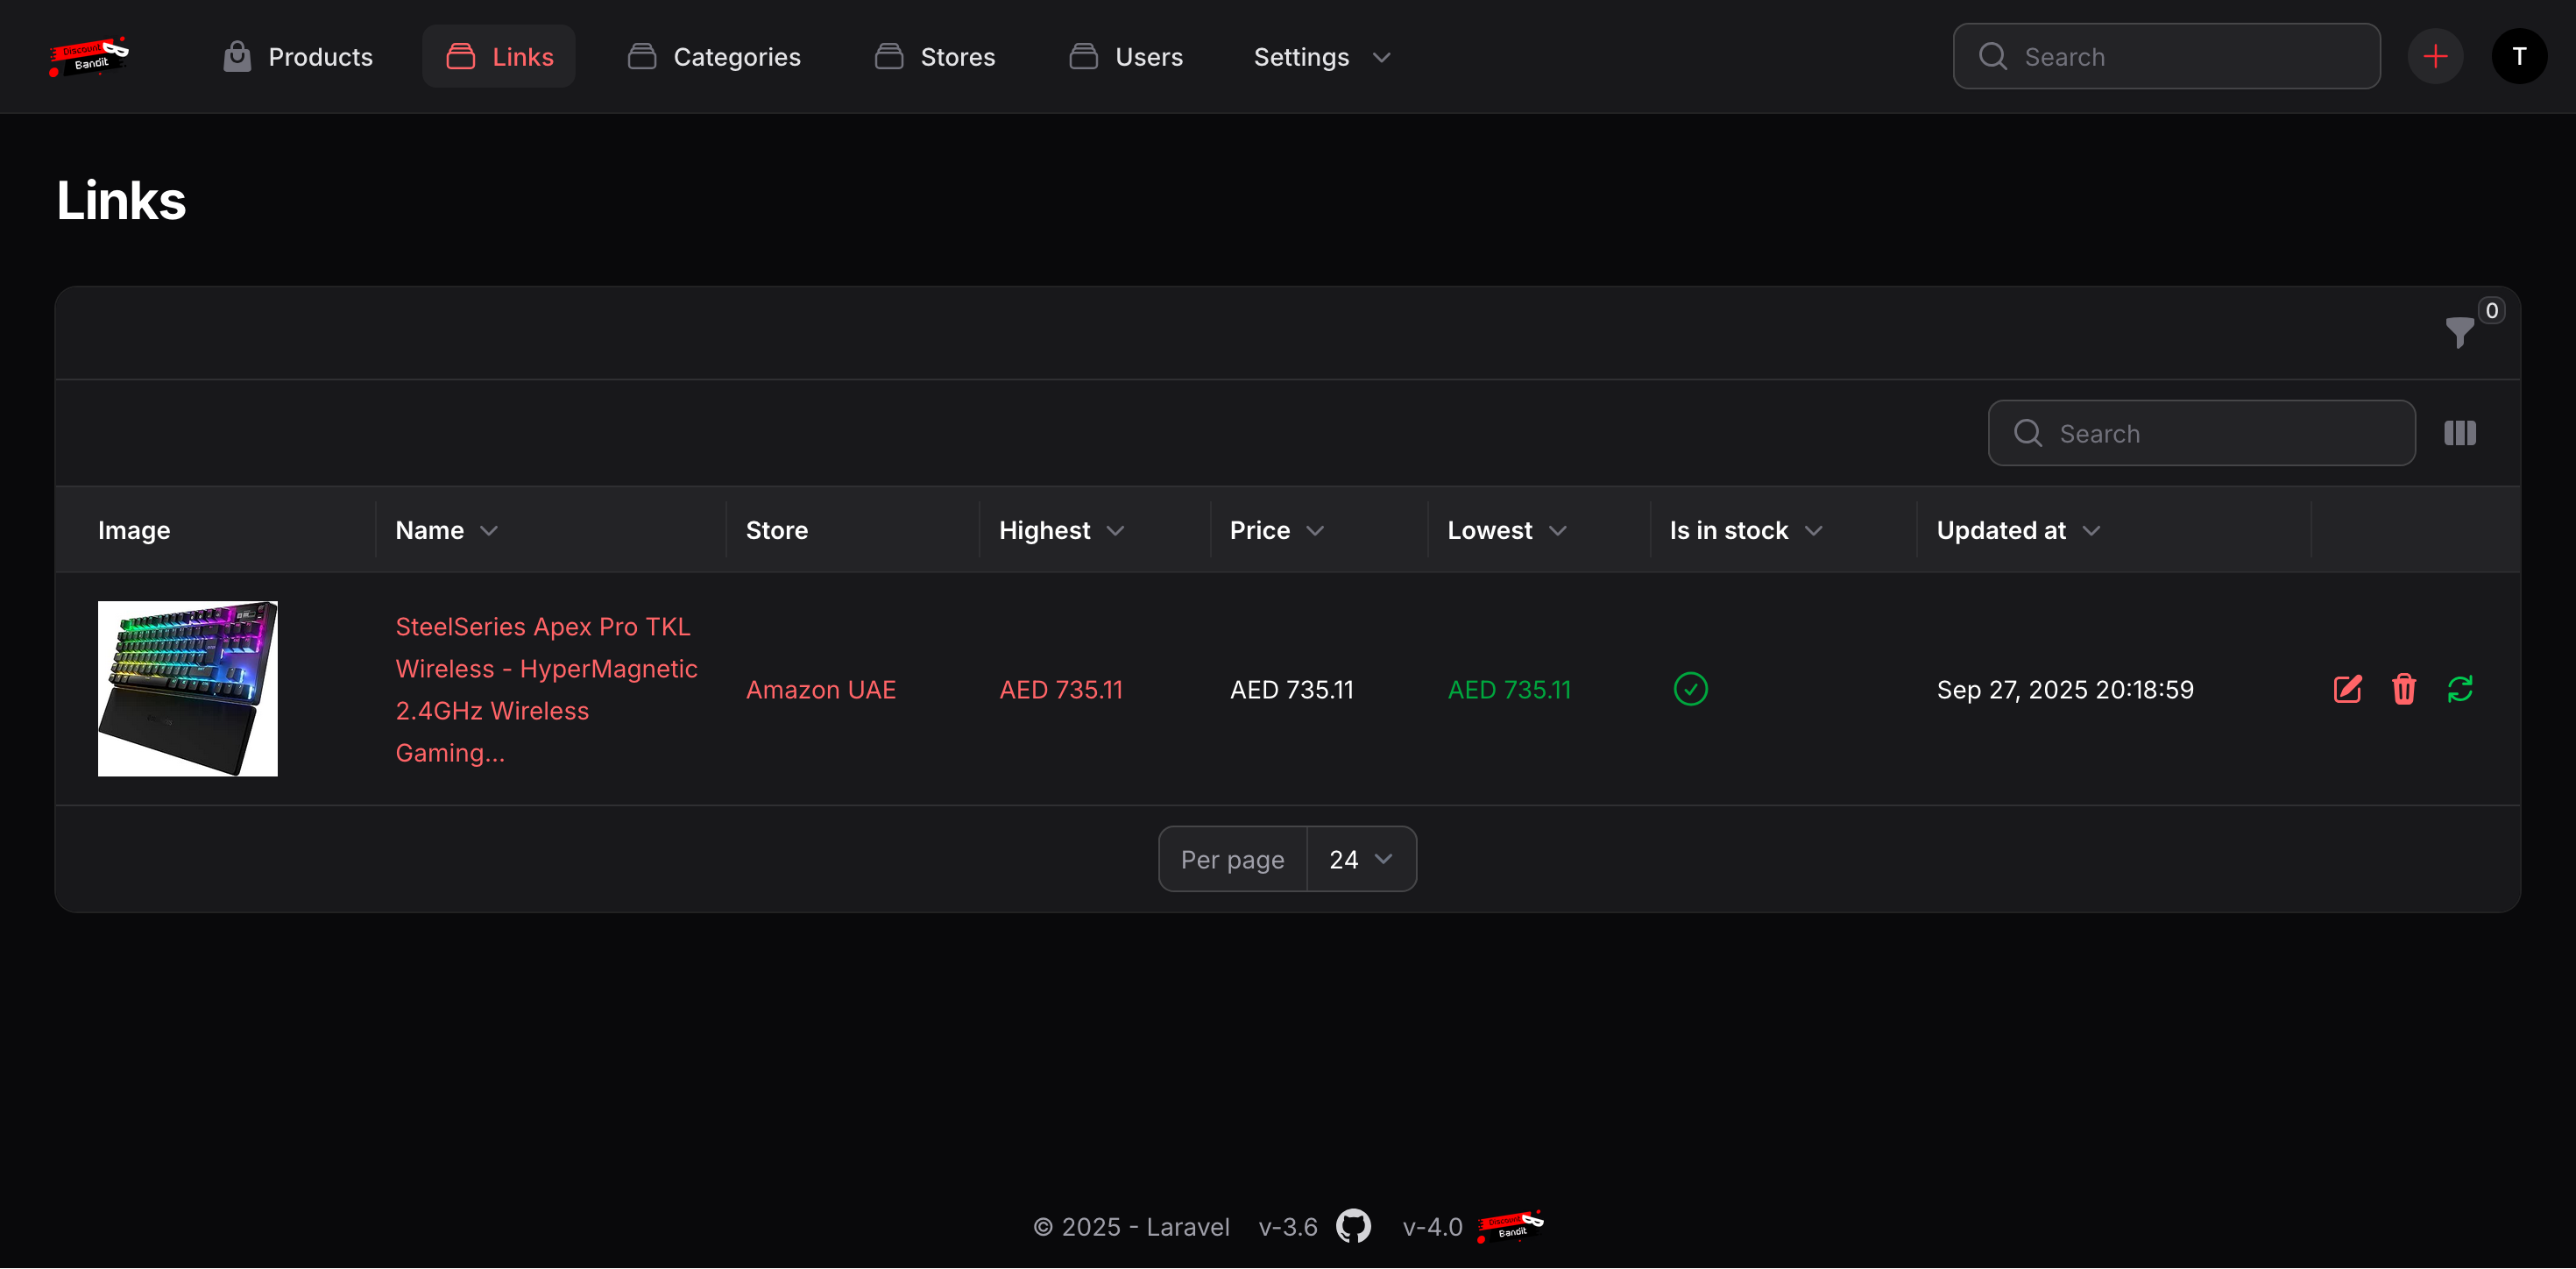 Discount
Bandit
Products
Links
Categories
Stores
Users
Settings
Search
T
Links
0
Search
Image
Name
Store
Highest
Price
Lowest
Is in stock
Updated at
SteelSeries Apex Pro TKL
Wireless - HyperMagnetic
2.4GHz Wireless
Gaming...
Amazon UAE
AED 735.11
AED 735.11
AED 735.11
Sep 27, 2025 20:18:59
Per page
24
© 2025 - Laravel
v-3.6
v-4.0
Discount
Bandit